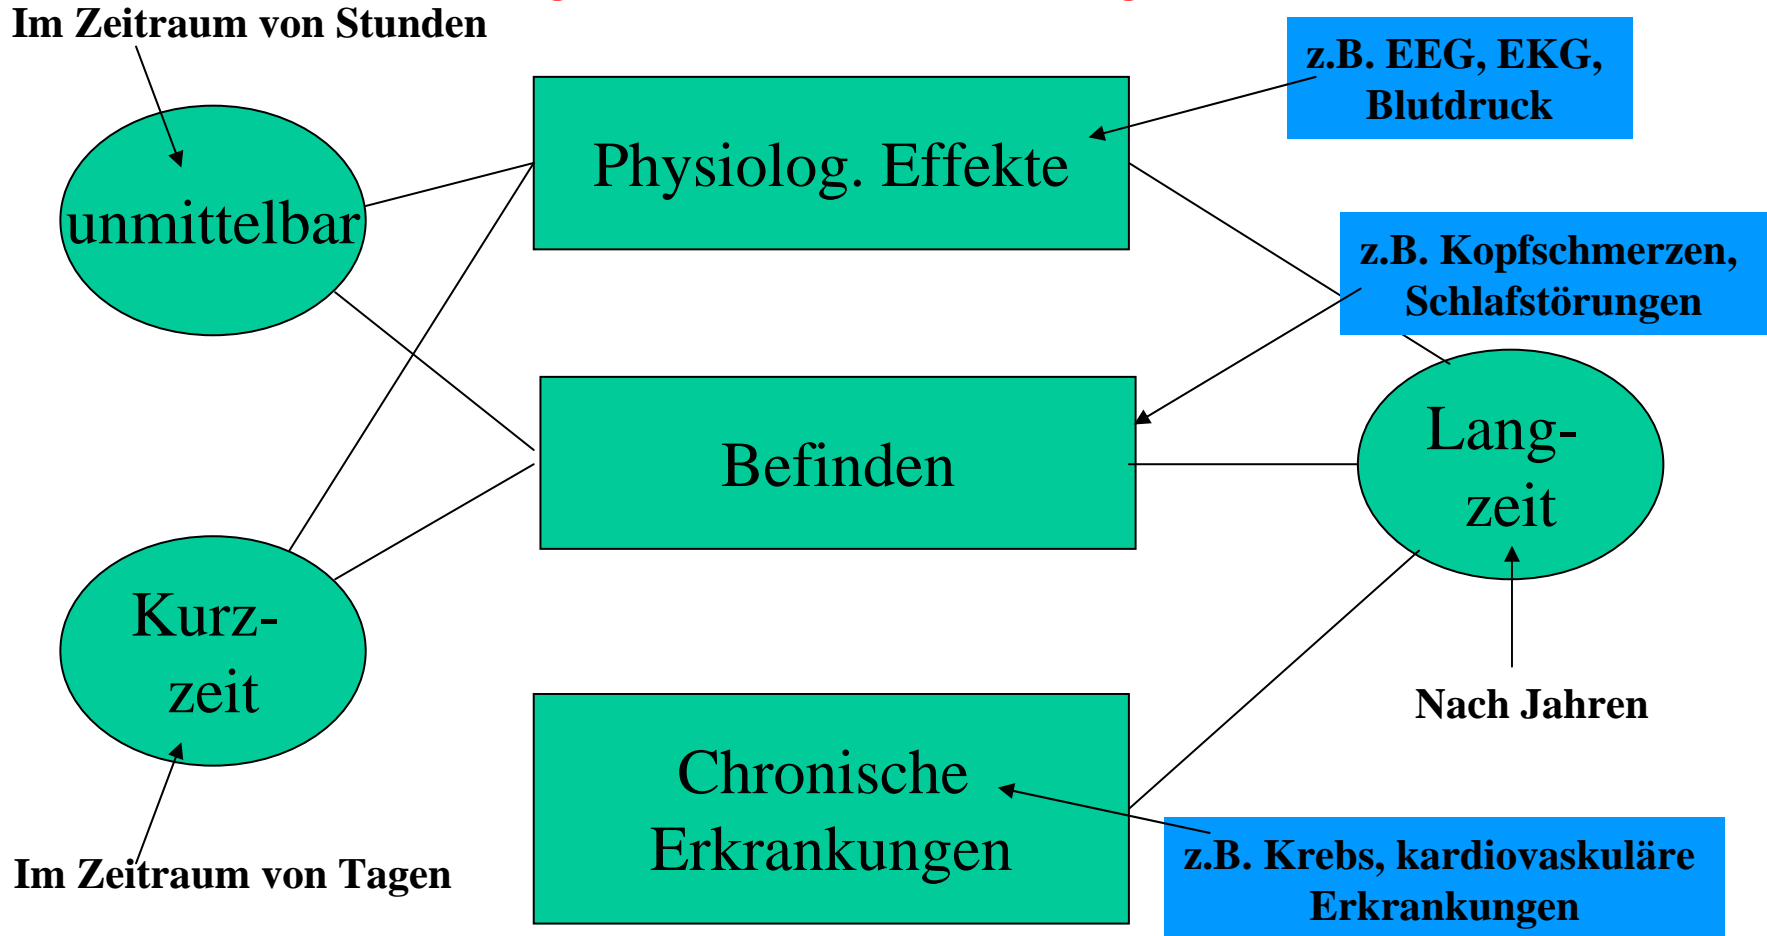 Im Zeitraum von Stunden
z.B. EEG, EKG,
Blutdruck
Physiolog. Effekte
unmittelbar
z.B. Kopfschmerzen,
Schlafstörungen
Befinden
Lang-
zeit
Kurz-
zeit
Nach Jahren
Chronische
Erkrankungen
Im Zeitraum von Tagen
z.B. Krebs, kardiovaskuläre
Erkrankungen